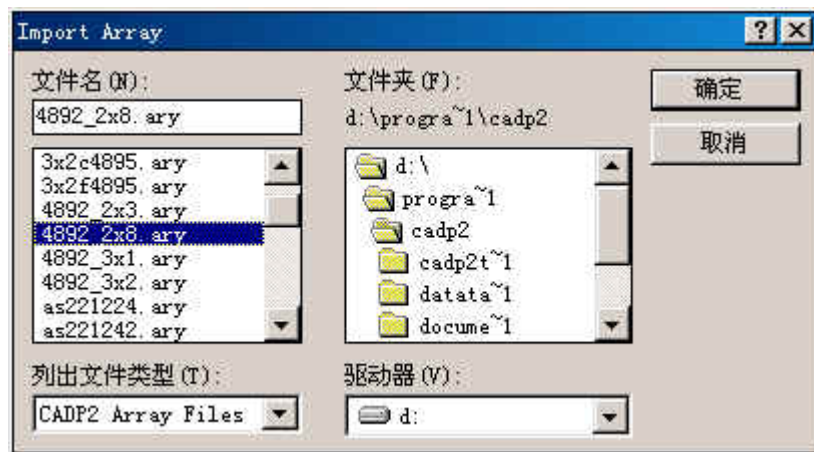 Import Array
文件名(N):
4892_2x8.ary
3x2c4895.ary
3x2f4895.ary
4892_2x3.ary
4892_2x8.ary
4892_3x1.ary
4892_3x2.ary
as221224.ary
as221242.ary
列出文件类型(T):
CADP2 Array Files
文件夹(F):
d:\progra~1\cadp2
d:\
progra~1
cadp2
cadp2t~1
datata~1
docume~1
驱动器(V):
d:
确定
取消